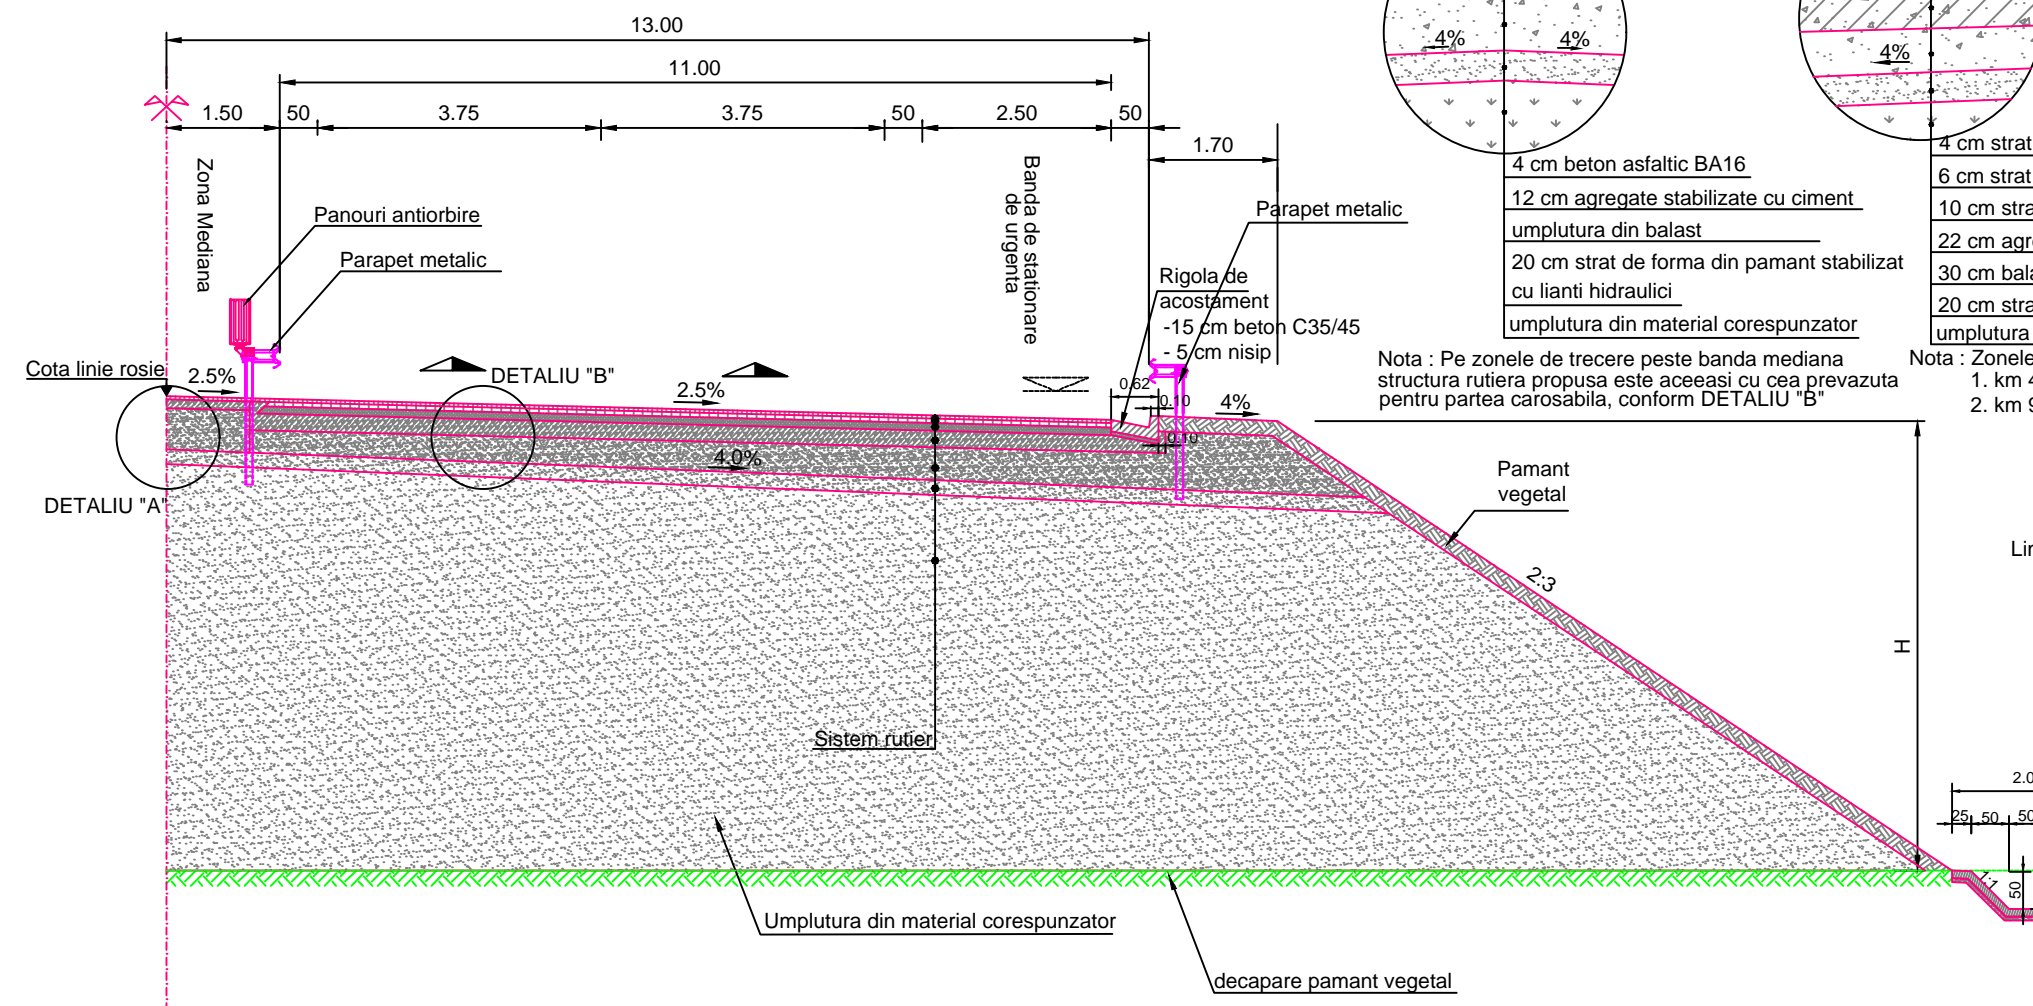 13.00
11.00
1.50 50 3.75 3.75 50 2.50 50
1.70
Zona Mediana
Panouri antiorbire
Parapet metalic
Banda de stationare
de urgenta
Parapet metalic
Rigola de
acostament
-15 cm beton C35/45
- 5 cm nisip
Cota linie rosie
2.5%
DETALIU "B"
2.5%
0.62
0.10
4%
0.10
4.0%
DETALIU "A"
Pamant
vegetal
2:3
H
Sistem rutier
Umplutura din material corespunzator
decapare pamant vegetal
4% 4%
4 cm beton asfaltic BA16
12 cm agregate stabilizate cu ciment
umplutura din balast
20 cm strat de forma din pamant stabilizat
cu lianti hidraulici
umplutura din material corespunzator
Nota : Pe zonele de trecere peste banda mediana
structura rutiera propusa este aceeasi cu cea prevazuta
pentru partea carosabila, conform DETALIU "B"
4%
4 cm strat
6 cm strat
10 cm stra
22 cm agr
30 cm bala
20 cm stra
umplutura
Nota : Zonele
1. km 4
2. km 9
Lir
2.0
25 50 50
1:1
50